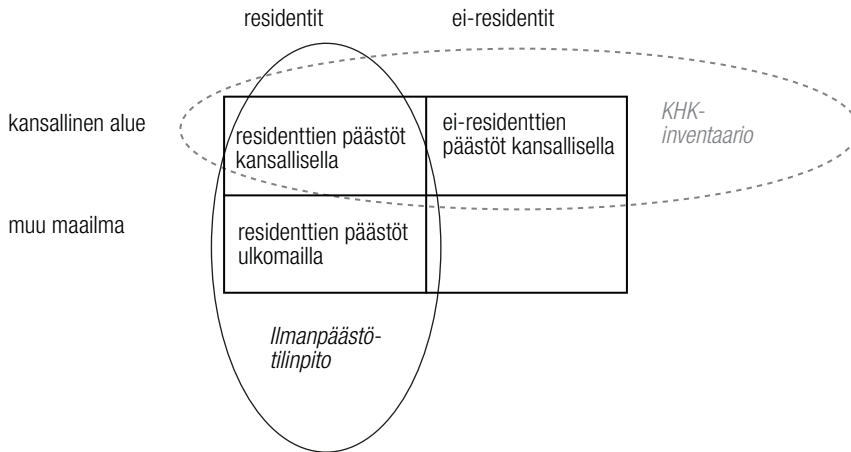 residentit
ei-residentit
kansallinen alue
residenttien päästöt
kansallisella
ei-residenttien
päästöt kansallisella
KHK-
inventaario
muu maailma
residenttien päästöt
ulkomailla
Ilmanpäästö-
tilinpito